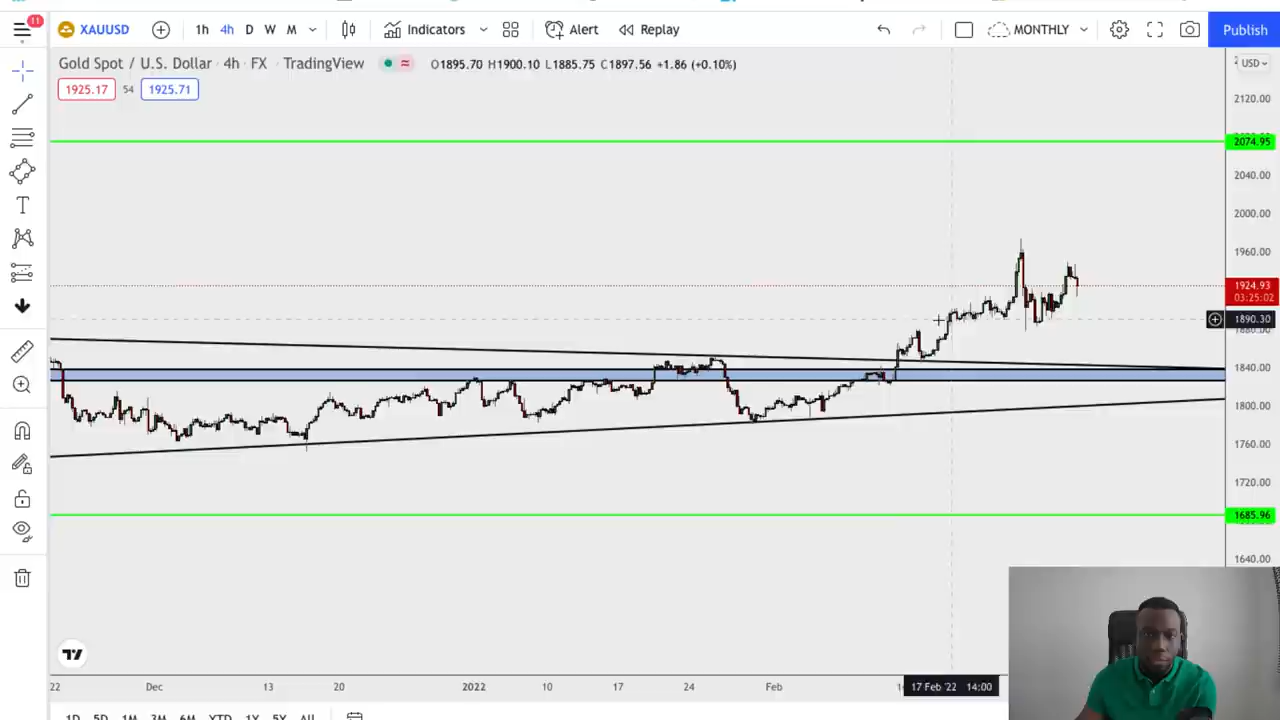 11
XAUUSD
1h 4h D W M
Indicators
Alert
Replay
MONTHLY
Publish
Gold Spot / U.S. Dollar · 4h · FX · TradingView
O1895.70 H1900.10 L1885.75 C1897.56 +1.86 (+0.10%)
USD
1925.17 54 1925.71
2120.00
2074.95
2040.00
2000.00
1960.00
1924.93
03:25:02
1890.30
1880.00
1840.00
1800.00
1760.00
1720.00
1685.96
1640.00
T
22 Dec 13 20 2022 10 17 24 Feb 17 Feb '22 14:00
1D 5D 1M 3M 6M YTD 1Y 5Y All